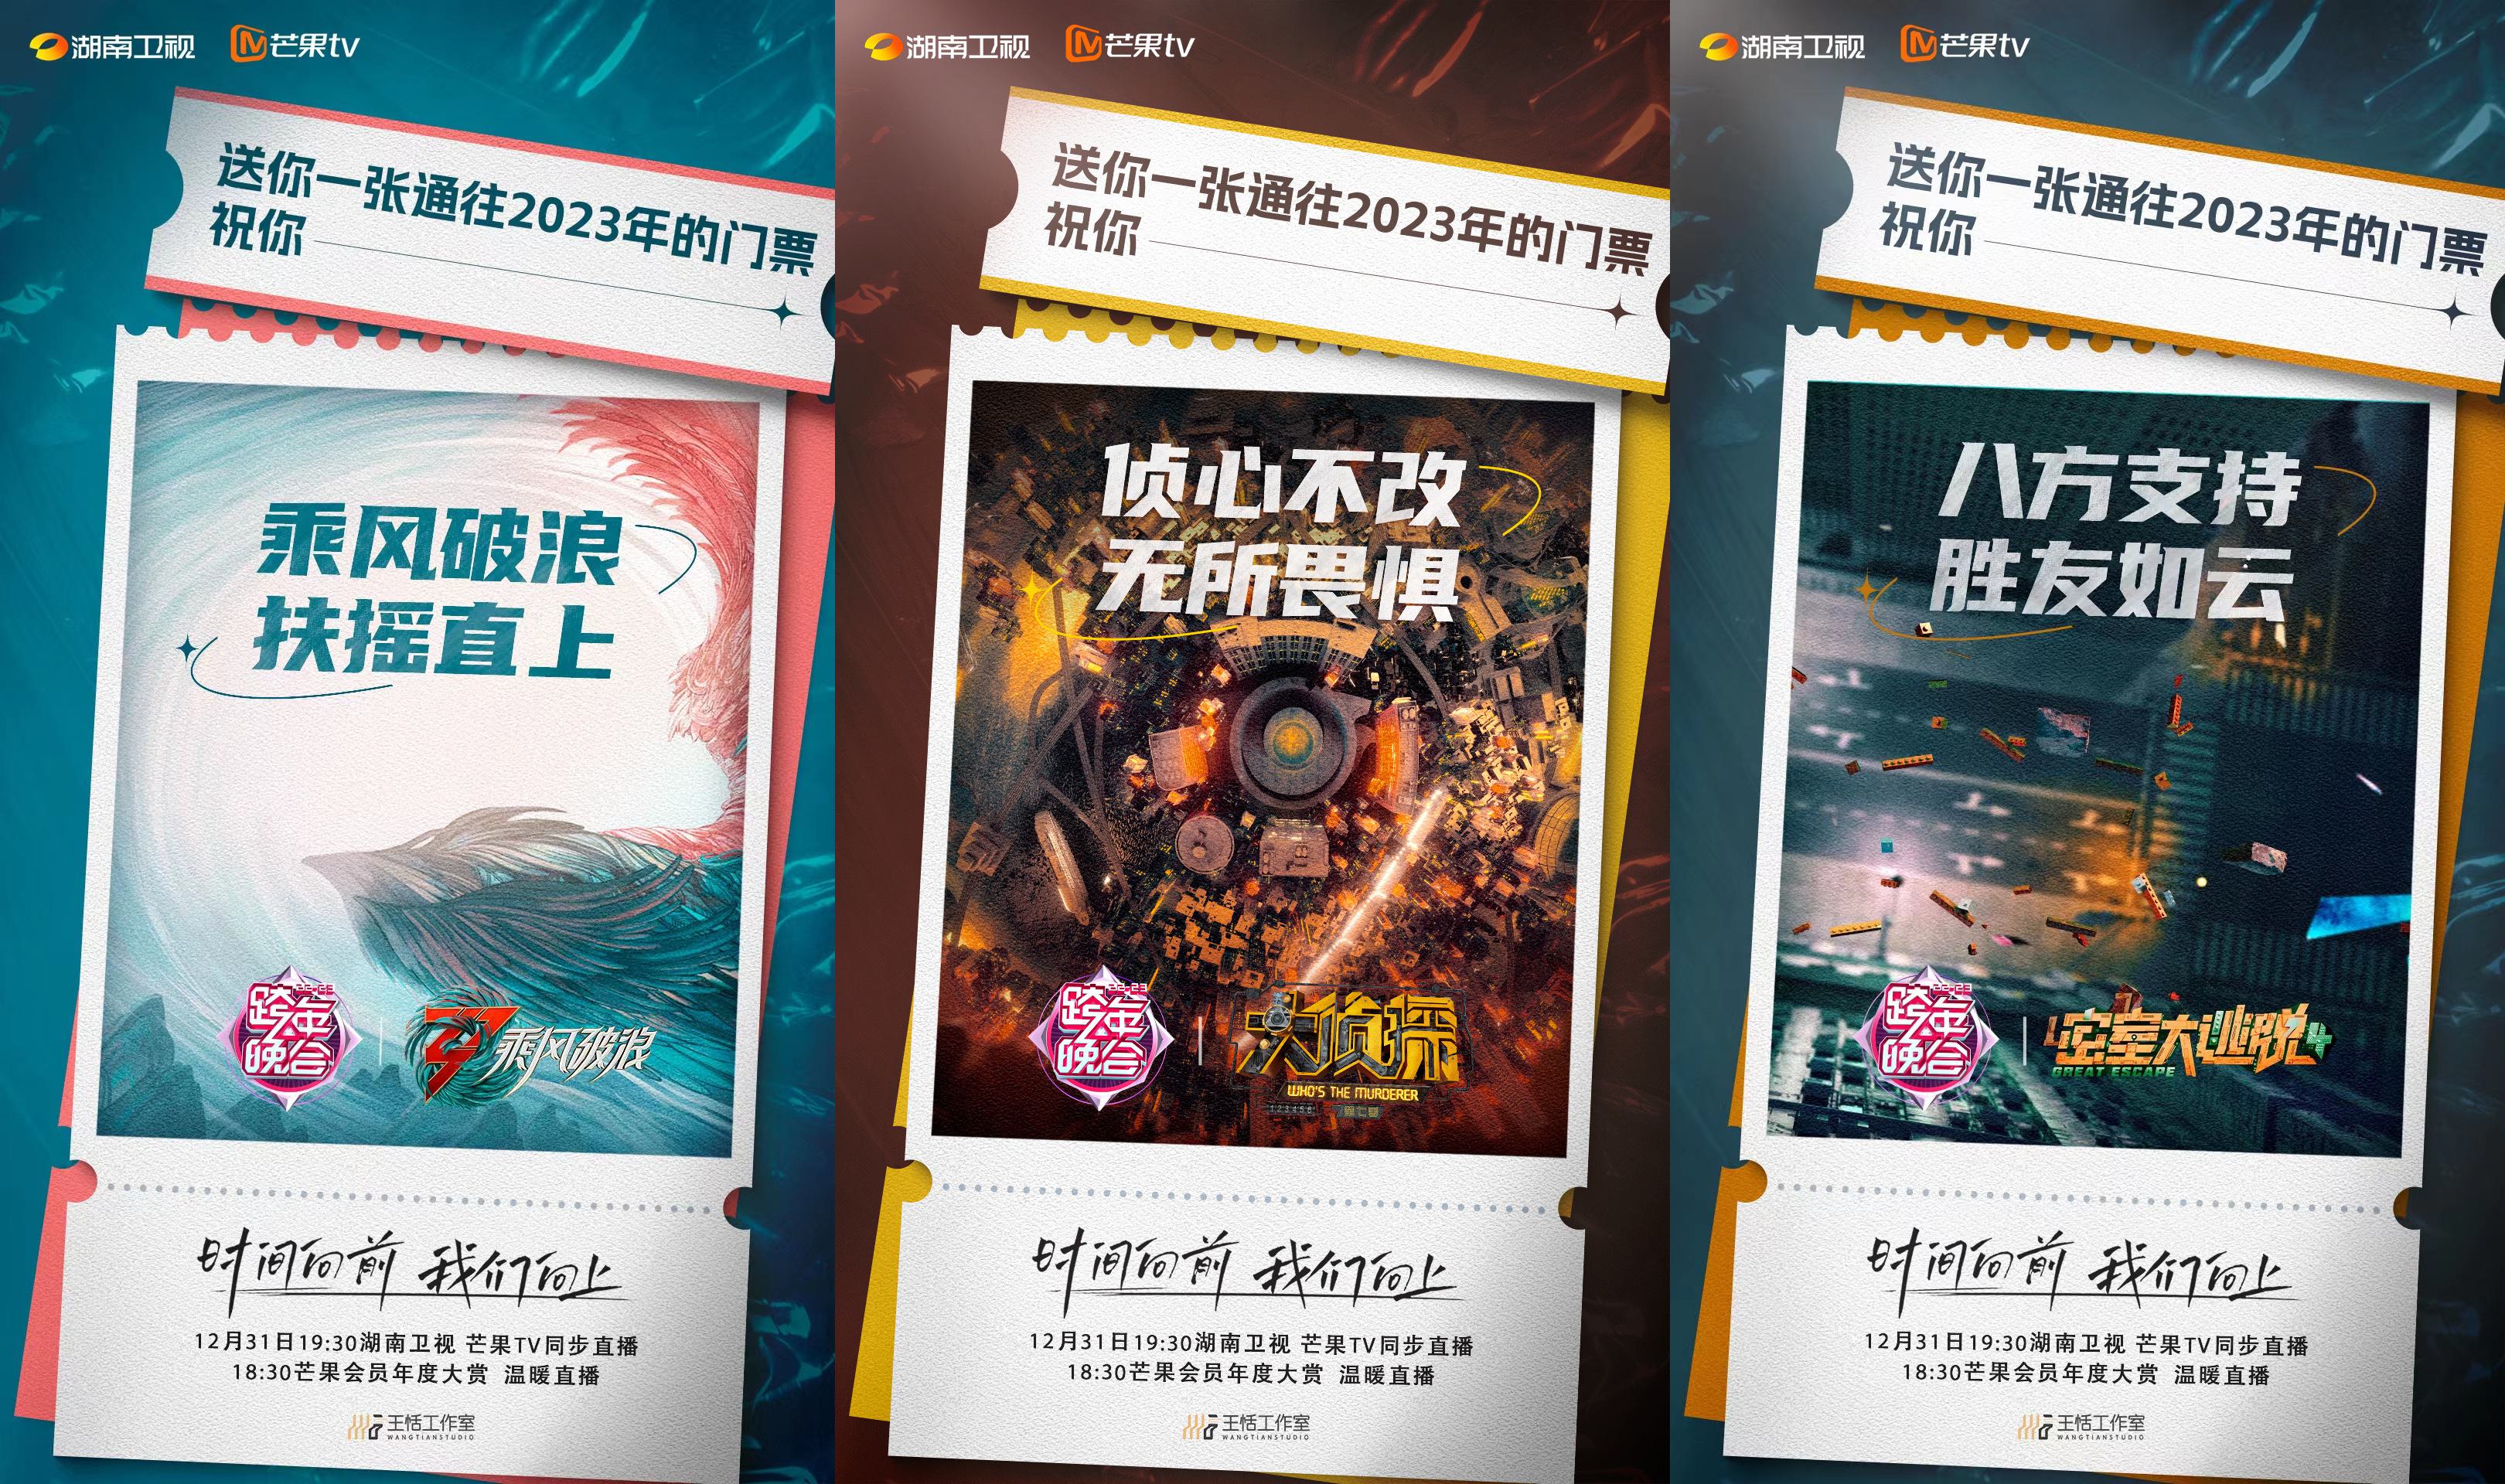 湖南卫视 芒果tv
送你一张通往2023年的门票
祝你
乘风破浪
扶摇直上
22-23
跨年
晚会
乘风破浪
时间向前 我们向上
12月31日19:30湖南卫视 芒果TV同步直播
18:30芒果会员年度大赏 温暖直播
王恬工作室
WANGTIANSTUDIO
湖南卫视 芒果tv
送你一张通往2023年的门票
祝你
侦心不改
无所畏惧
22-23
跨年
晚会
大侦探
WHO'S THE MURDERER
时间向前 我们向上
12月31日19:30湖南卫视 芒果TV同步直播
18:30芒果会员年度大赏 温暖直播
王恬工作室
WANGTIANSTUDIO
湖南卫视 芒果tv
送你一张通往2023年的门票
祝你
八方支持
胜友如云
22-23
跨年
晚会
密室大逃脱4
GREAT ESCAPE
时间向前 我们向上
12月31日19:30湖南卫视 芒果TV同步直播
18:30芒果会员年度大赏 温暖直播
王恬工作室
WANGTIANSTUDIO